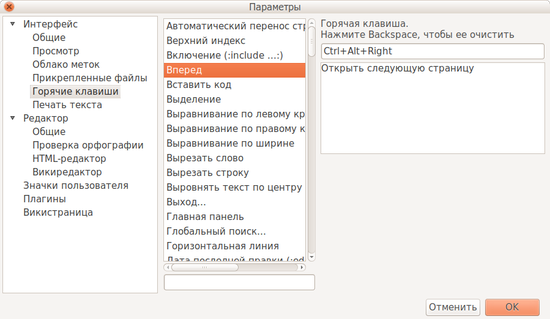 Параметры
Интерфейс
Общие
Просмотр
Облако меток
Прикрепленные файлы
Горячие клавиши
Печать текста
Редактор
Общие
Проверка орфографии
HTML-редактор
Викиредактор
Значки пользователя
Плагины
Викистраница
Автоматический перенос стр
Верхний индекс
Включение (:include ...:)
Вперед
Вставить код
Выделение
Выравнивание по левому кр
Выравнивание по правому к
Выравнивание по ширине
Вырезать слово
Вырезать строку
Выровнять текст по центру
Выход...
Главная панель
Глобальный поиск...
Горизонтальная линия
Дата последней правки (:ed
Горячая клавиша.
Нажмите Backspace, чтобы ее очистить
Ctrl+Alt+Right
Открыть следующую страницу
Отменить
OK